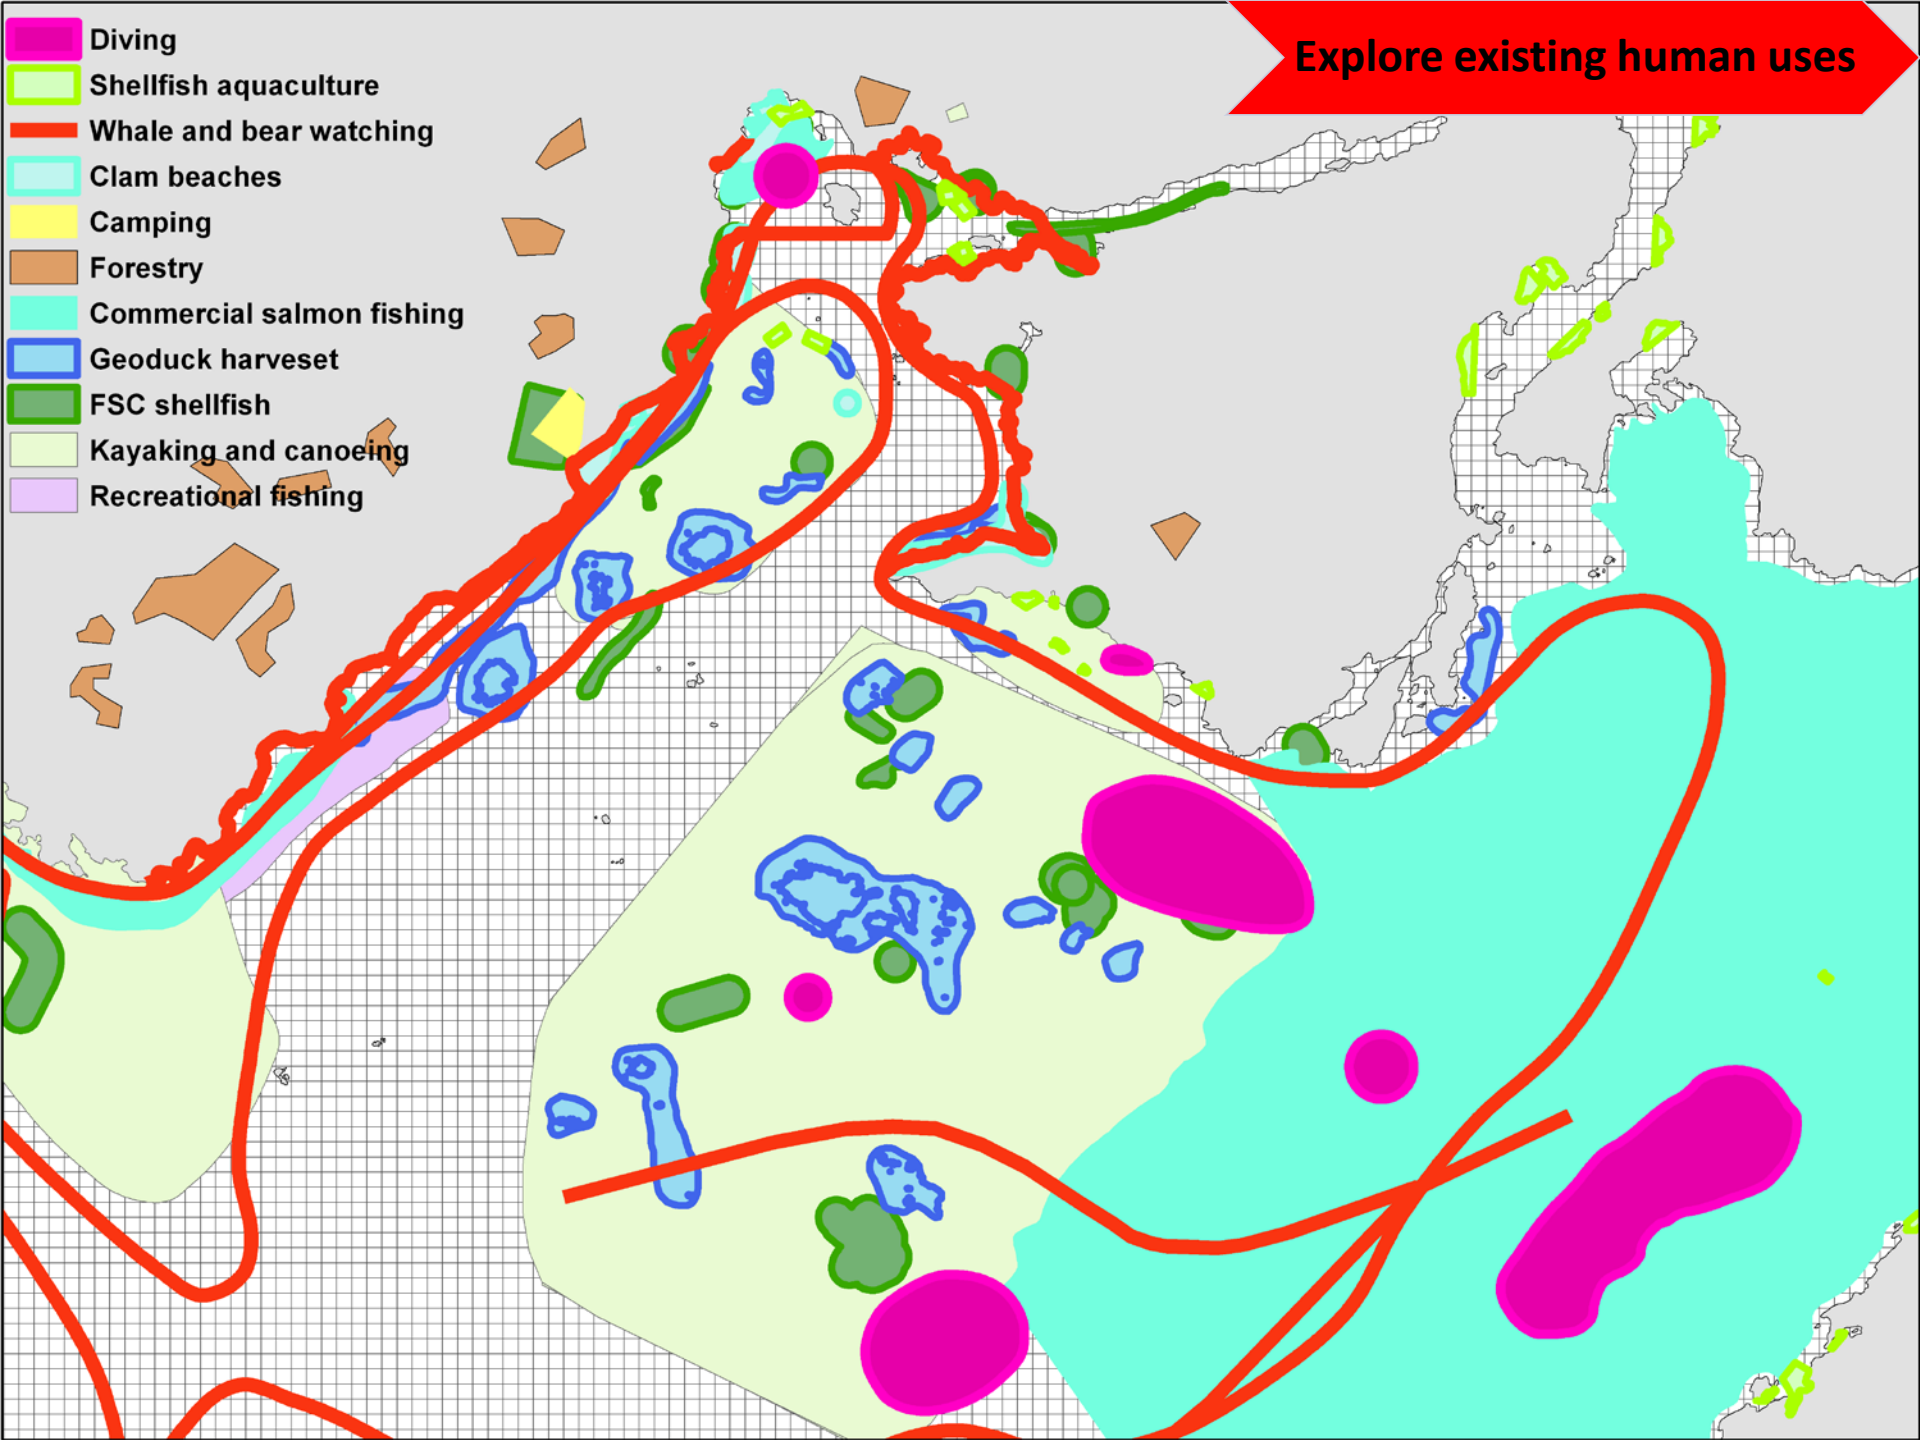 Explore existing human uses
Diving
Shellfish aquaculture
Whale and bear watching
Clam beaches
Camping
Forestry
Commercial salmon fishing
Geoduck harveset
FSC shellfish
Kayaking and canoeing
Recreational fishing